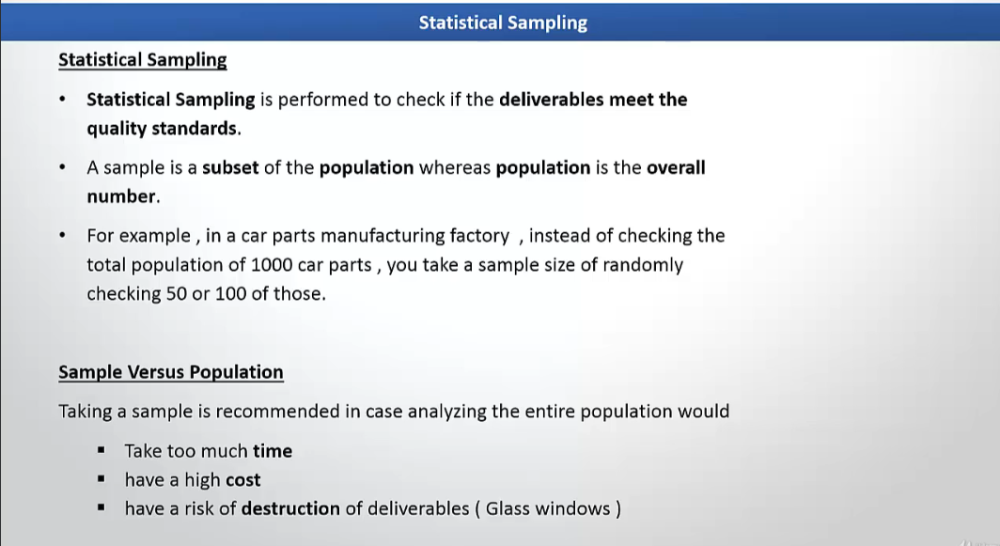 Statistical Sampling
Statistical Sampling
• Statistical Sampling is performed to check if the deliverables meet the
quality standards.
• A sample is a subset of the population whereas population is the overall
number.
• For example , in a car parts manufacturing factory , instead of checking the
total population of 1000 car parts , you take a sample size of randomly
checking 50 or 100 of those.
Sample Versus Population
Taking a sample is recommended in case analyzing the entire population would
▪ Take too much time
▪ have a high cost
▪ have a risk of destruction of deliverables ( Glass windows )